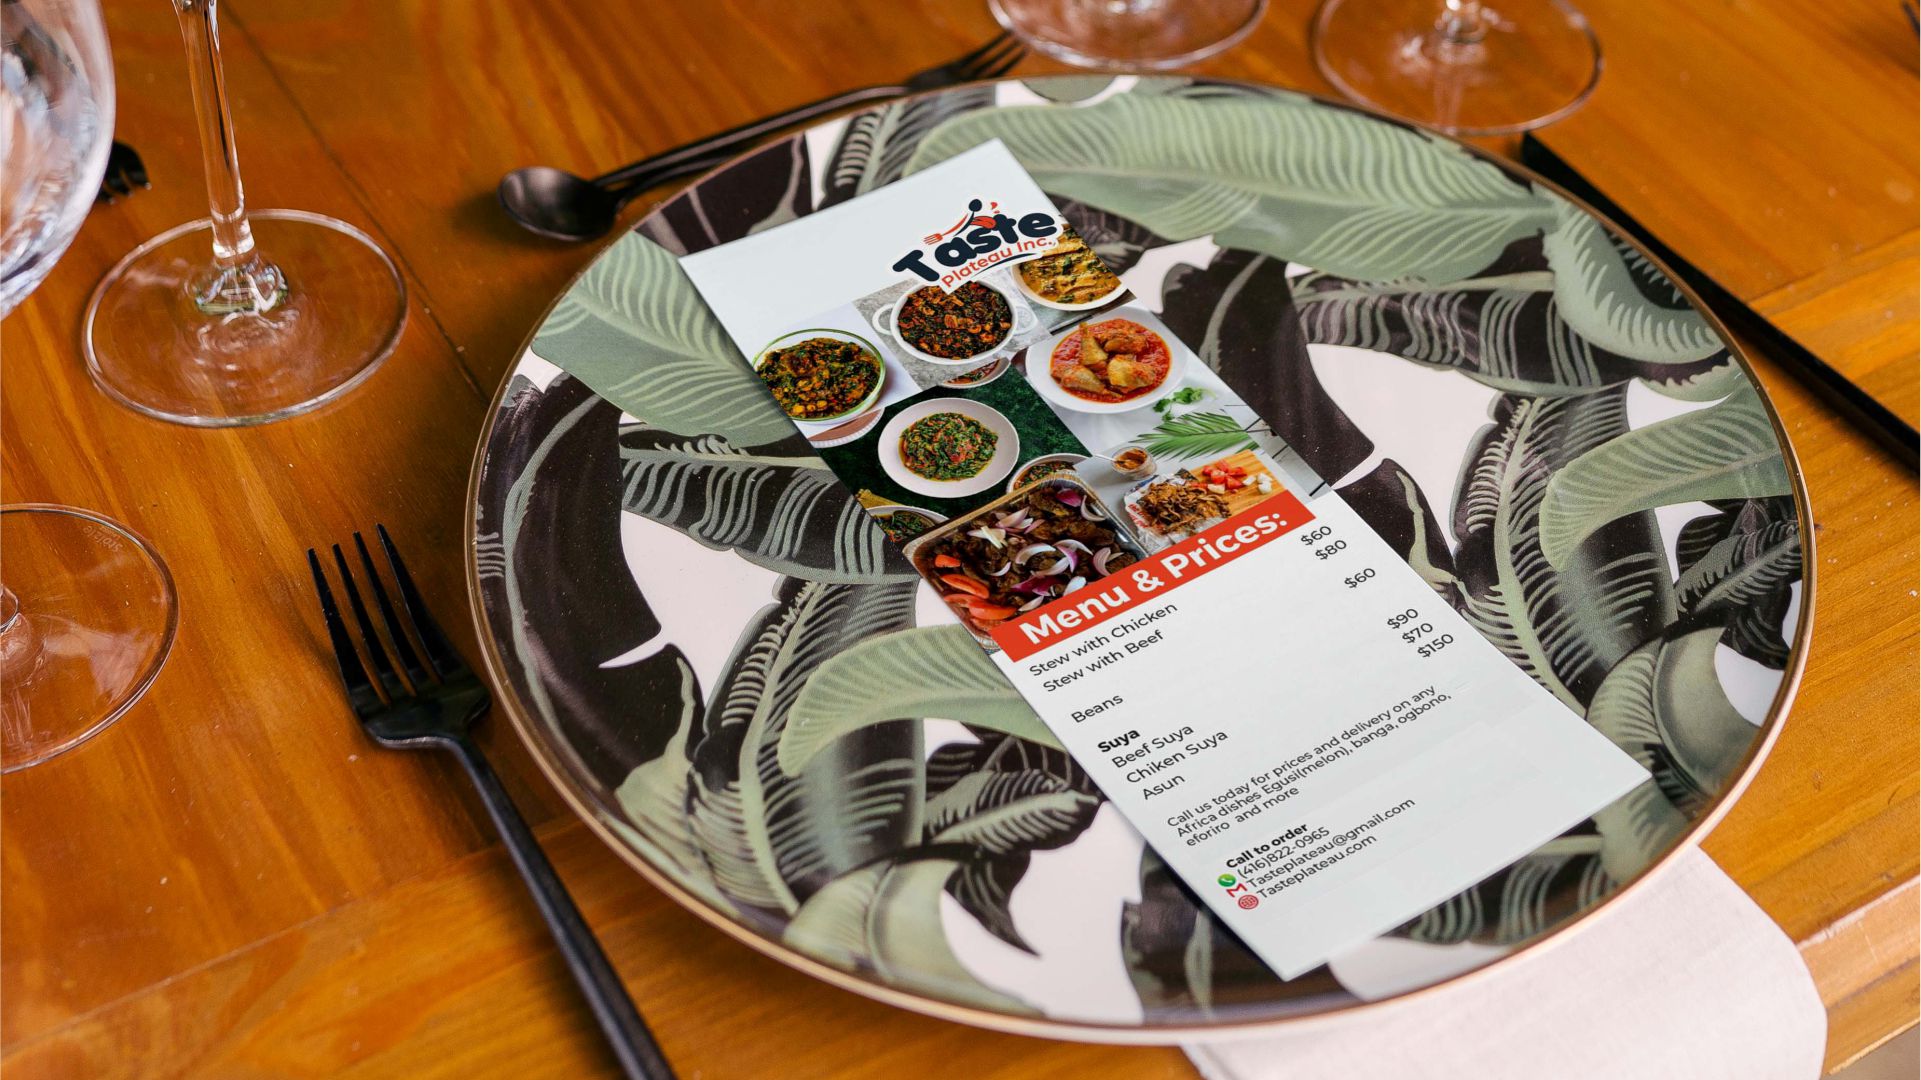 Taste
Plateau Inc.
Menu & Prices:
Stew with Chicken $60
Stew with Beef $80
Beans $60
Suya
Beef Suya $90
Chiken Suya $70
Asun $150
Call us today for prices and delivery on any
Africa dishes Egusi(melon), banga, ogbono,
eforiro and more
Call to order
(416)822-0965
Tasteplateau@gmail.com
Tasteplateau.com